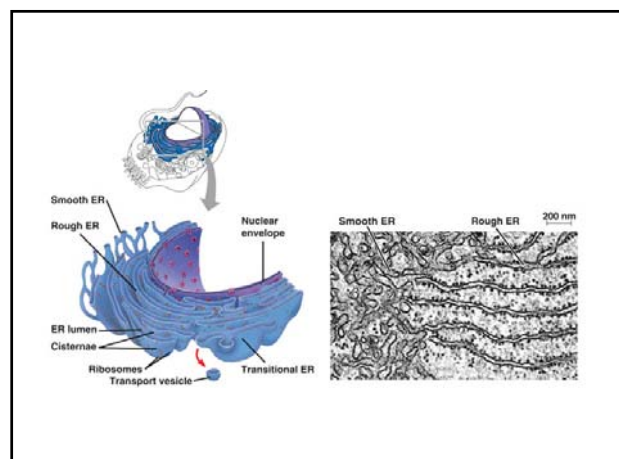 Smooth ER
Rough ER
Nuclear
envelope
ER lumen
Cisternae
Ribosomes
Transport vesicle
Transitional ER
Smooth ER
Rough ER
200 nm